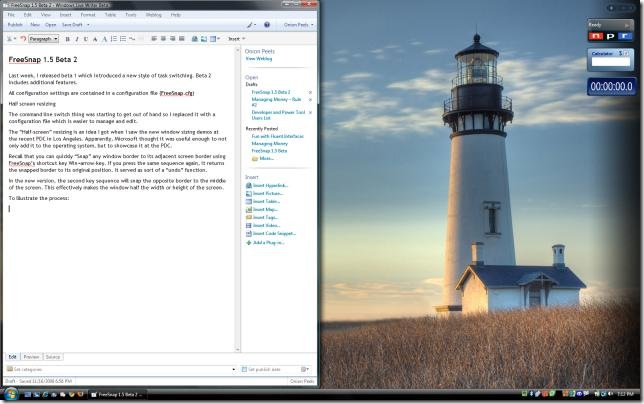 FreeSnap 1.5 Beta 2 - Windows Live Writer Beta
File Edit View Insert Format Table Tools Weblog Help
Publish New Open Save Draft Onion Peels
Paragraph B I U A A Insert
FreeSnap 1.5 Beta 2
Last week, I released beta 1 which introduced a new style of task switching. Beta 2
includes additional features.
All configuration settings are contained in a configuration file (FreeSnap.cfg)
Half screen resizing
The command line switch thing was starting to get out of hand so I replaced it with a
configuration file which is easier to manage and edit.
The "Half-screen" resizing is an idea I got when I saw the new window sizing demos at
the recent PDC in Los Angeles. Apparently, Microsoft thought it was useful enough to not
only add it to the operating system, but to showcase it at the PDC.
Recall that you can quickly "Snap" any window border to its adjacent screen border using
FreeSnap's shortcut key Win+arrow key. If you press the same sequence again, it returns
the snapped border to its original position. It served as sort of a "undo" function.
In the new version, the second key sequence will snap the opposite border to the middle
of the screen. This effectively makes the window half the width or height of the screen.
To illustrate the process:
Onion Peels
View Weblog
Open
Drafts
FreeSnap 1.5 Beta 2
Managing Money - Rule
#2
Developer and Power Tool
Users List
Recently Posted
Fun with Fluent Interfaces
Managing Money
FreeSnap 1.5 Beta
More...
Insert
Insert Hyperlink...
Insert Picture...
Insert Table...
Insert Map...
Insert Tags...
Insert Video...
Insert Code Snippet...
Add a Plug-in...
Edit Preview Source
Set categories Set publish date
Draft - Saved 11/16/2008 6:58 PM Onion Peels
Ready
n p r
Calculator
00:00:00.0
FreeSnap 1.5 Beta 2 ...
7:12 PM